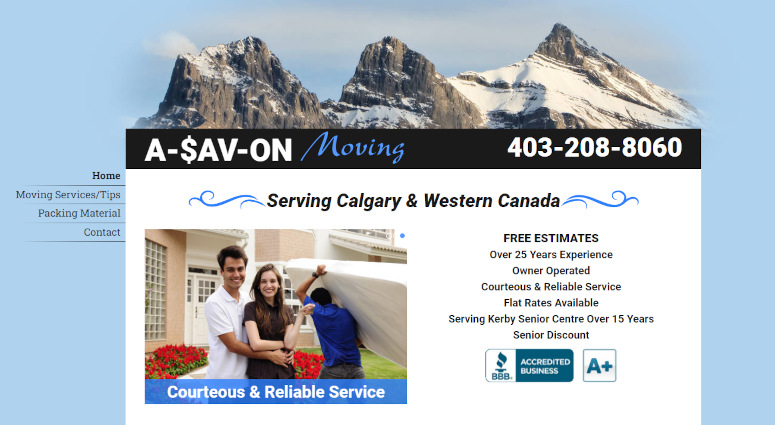 A-$AV-ON Moving
403-208-8060
Home
Moving Services/Tips
Packing Material
Contact
Serving Calgary & Western Canada
Courteous & Reliable Service
FREE ESTIMATES
Over 25 Years Experience
Owner Operated
Courteous & Reliable Service
Flat Rates Available
Serving Kerby Senior Centre Over 15 Years
Senior Discount
BBB.
ACCREDITED
BUSINESS
A+